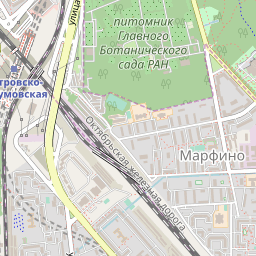 улица
питомник
Главного
Ботанического
сада РАН
тровско-
умовская
Октябрьская железная дорога
Марфино